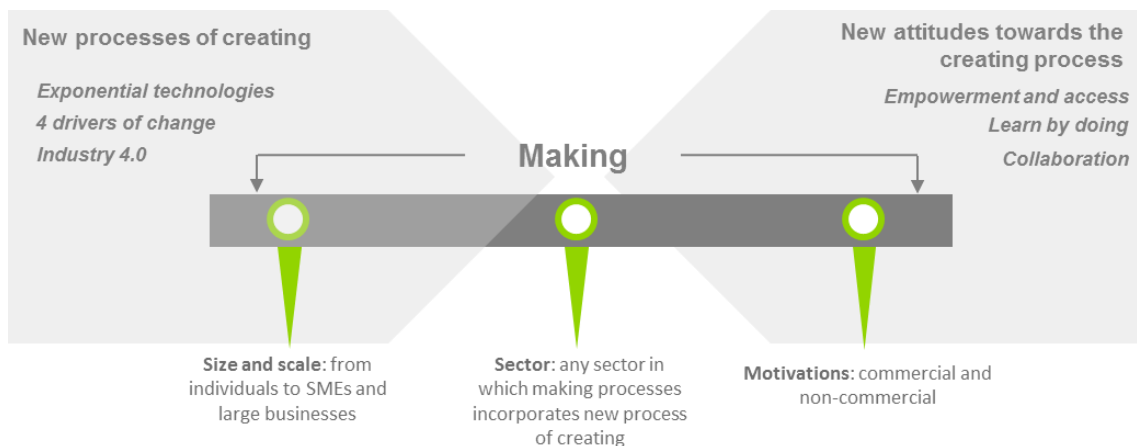 New processes of creating
Exponential technologies
4 drivers of change
Industry 4.0
New attitudes towards the
creating process
Empowerment and access
Learn by doing
Collaboration
Making
Size and scale: from
individuals to SMEs and
large businesses
Sector: any sector in
which making processes
incorporates new process
of creating
Motivations: commercial and
non-commercial